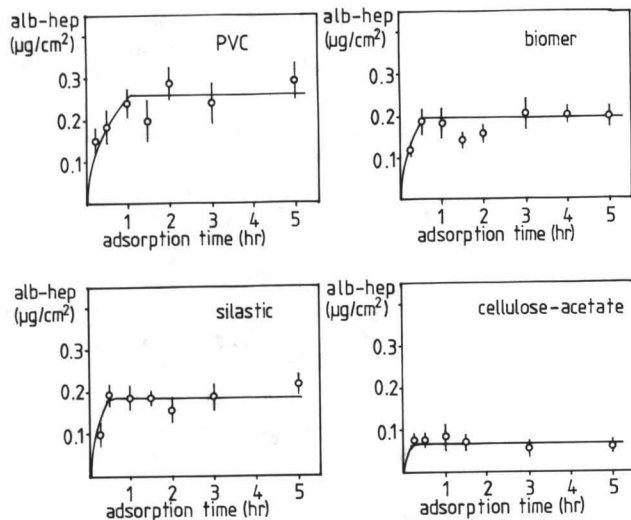 alb-hep
(µg/cm²)
PVC
0.3
0.2
0.1
1 2 3 4 5
adsorption time (hr)
alb-hep
(µg/cm²)
biomer
0.3
0.2
0.1
1 2 3 4 5
adsorption time (hr)
alb-hep
(µg/cm²)
silastic
0.3
0.2
0.1
1 2 3 4 5
adsorption time (hr)
alb-hep
(µg/cm²)
cellulose-acetate
0.3
0.2
0.1
1 2 3 4 5
adsorption time (hr)